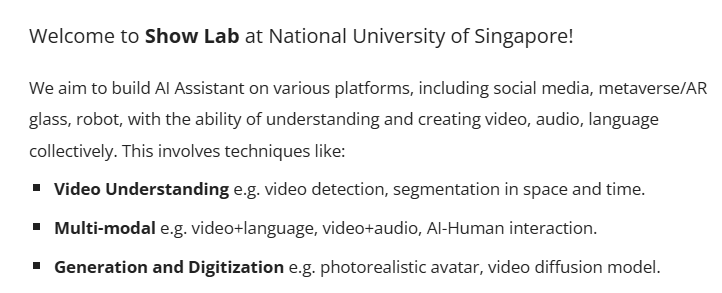 Welcome to Show Lab at National University of Singapore!
We aim to build AI Assistant on various platforms, including social media, metaverse/AR
glass, robot, with the ability of understanding and creating video, audio, language
collectively. This involves techniques like:
▪ Video Understanding e.g. video detection, segmentation in space and time.
▪ Multi-modal e.g. video+language, video+audio, AI-Human interaction.
▪ Generation and Digitization e.g. photorealistic avatar, video diffusion model.